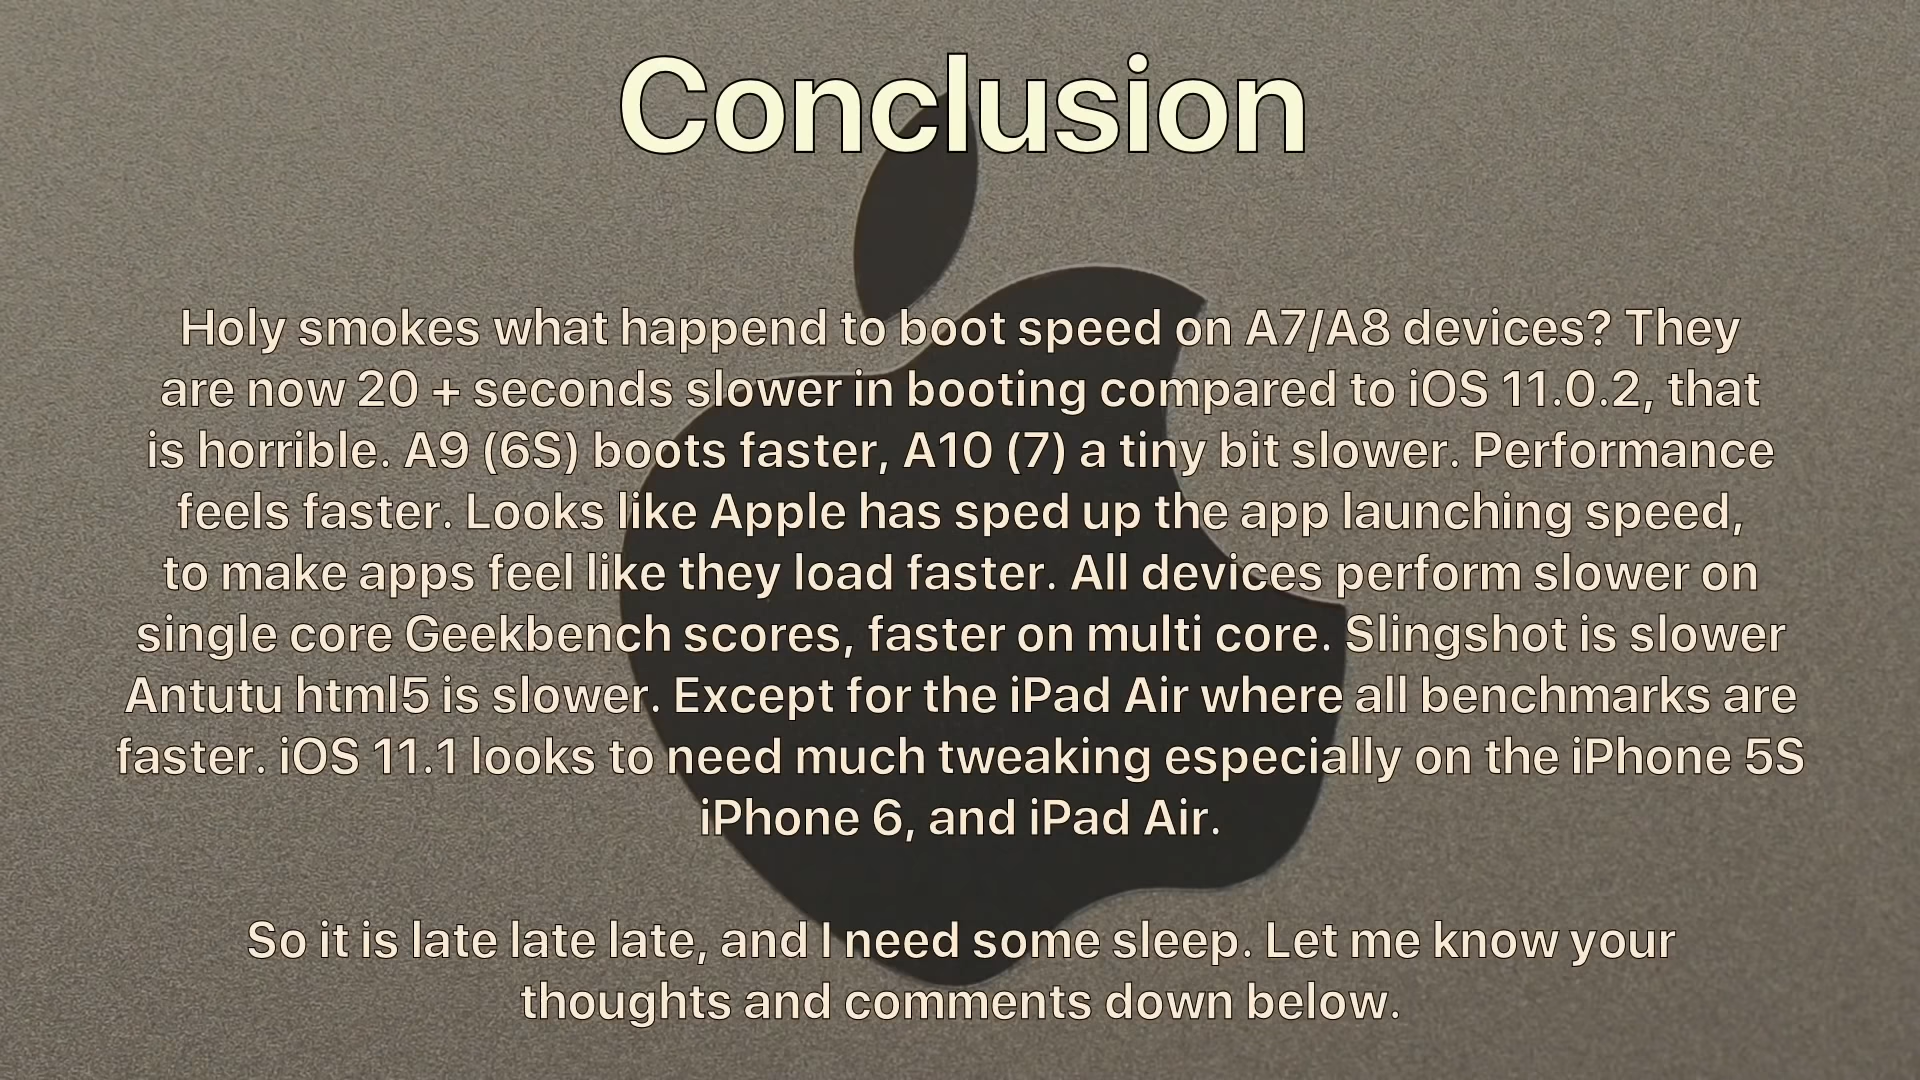 Conclusion
Holy smokes what happend to boot speed on A7/A8 devices? They
are now 20 + seconds slower in booting compared to iOS 11.0.2, that
is horrible. A9 (6S) boots faster, A10 (7) a tiny bit slower. Performance
feels faster. Looks like Apple has sped up the app launching speed,
to make apps feel like they load faster. All devices perform slower on
single core Geekbench scores, faster on multi core. Slingshot is slower
Antutu html5 is slower. Except for the iPad Air where all benchmarks are
faster. iOS 11.1 looks to need much tweaking especially on the iPhone 5S
iPhone 6, and iPad Air.
So it is late late late, and I need some sleep. Let me know your
thoughts and comments down below.